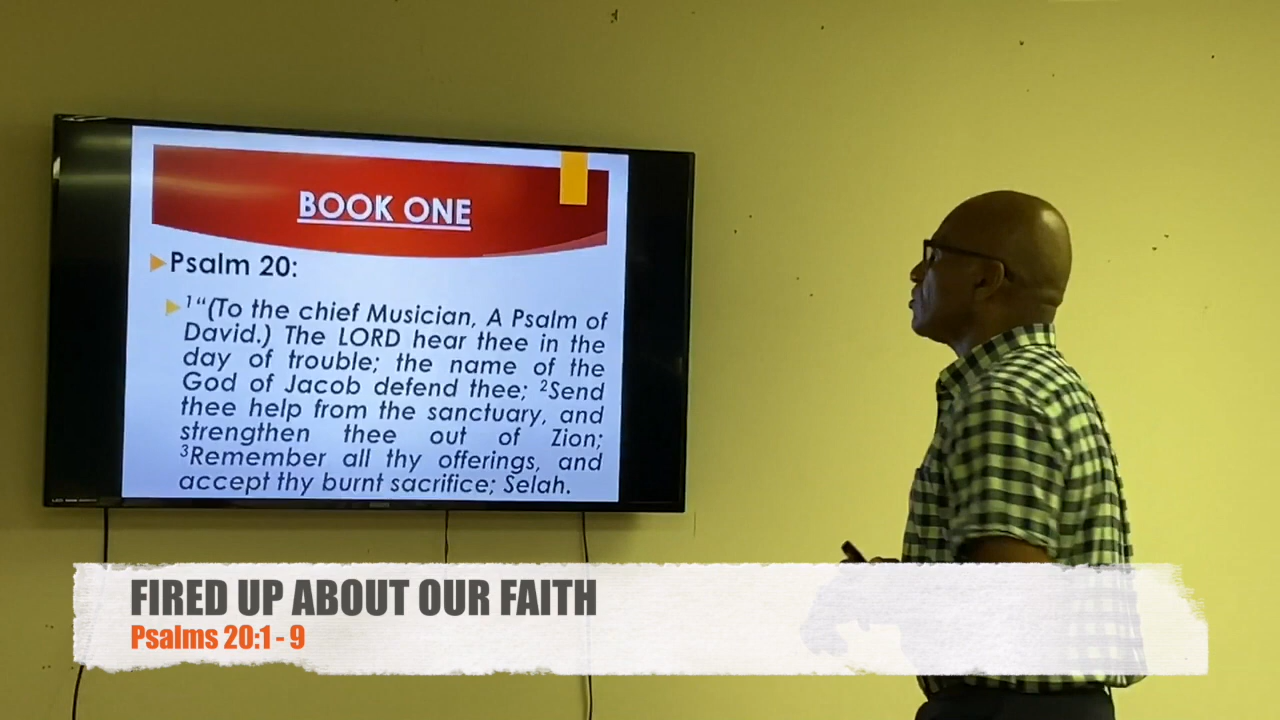 BOOK ONE
Psalm 20:
1 “(To the chief Musician, A Psalm of
David.) The LORD hear thee in the
day of trouble; the name of the
God of Jacob defend thee; 2Send
thee help from the sanctuary, and
strengthen thee out of Zion;
3Remember all thy offerings, and
accept thy burnt sacrifice; Selah.
FIRED UP ABOUT OUR FAITH
Psalms 20:1 - 9